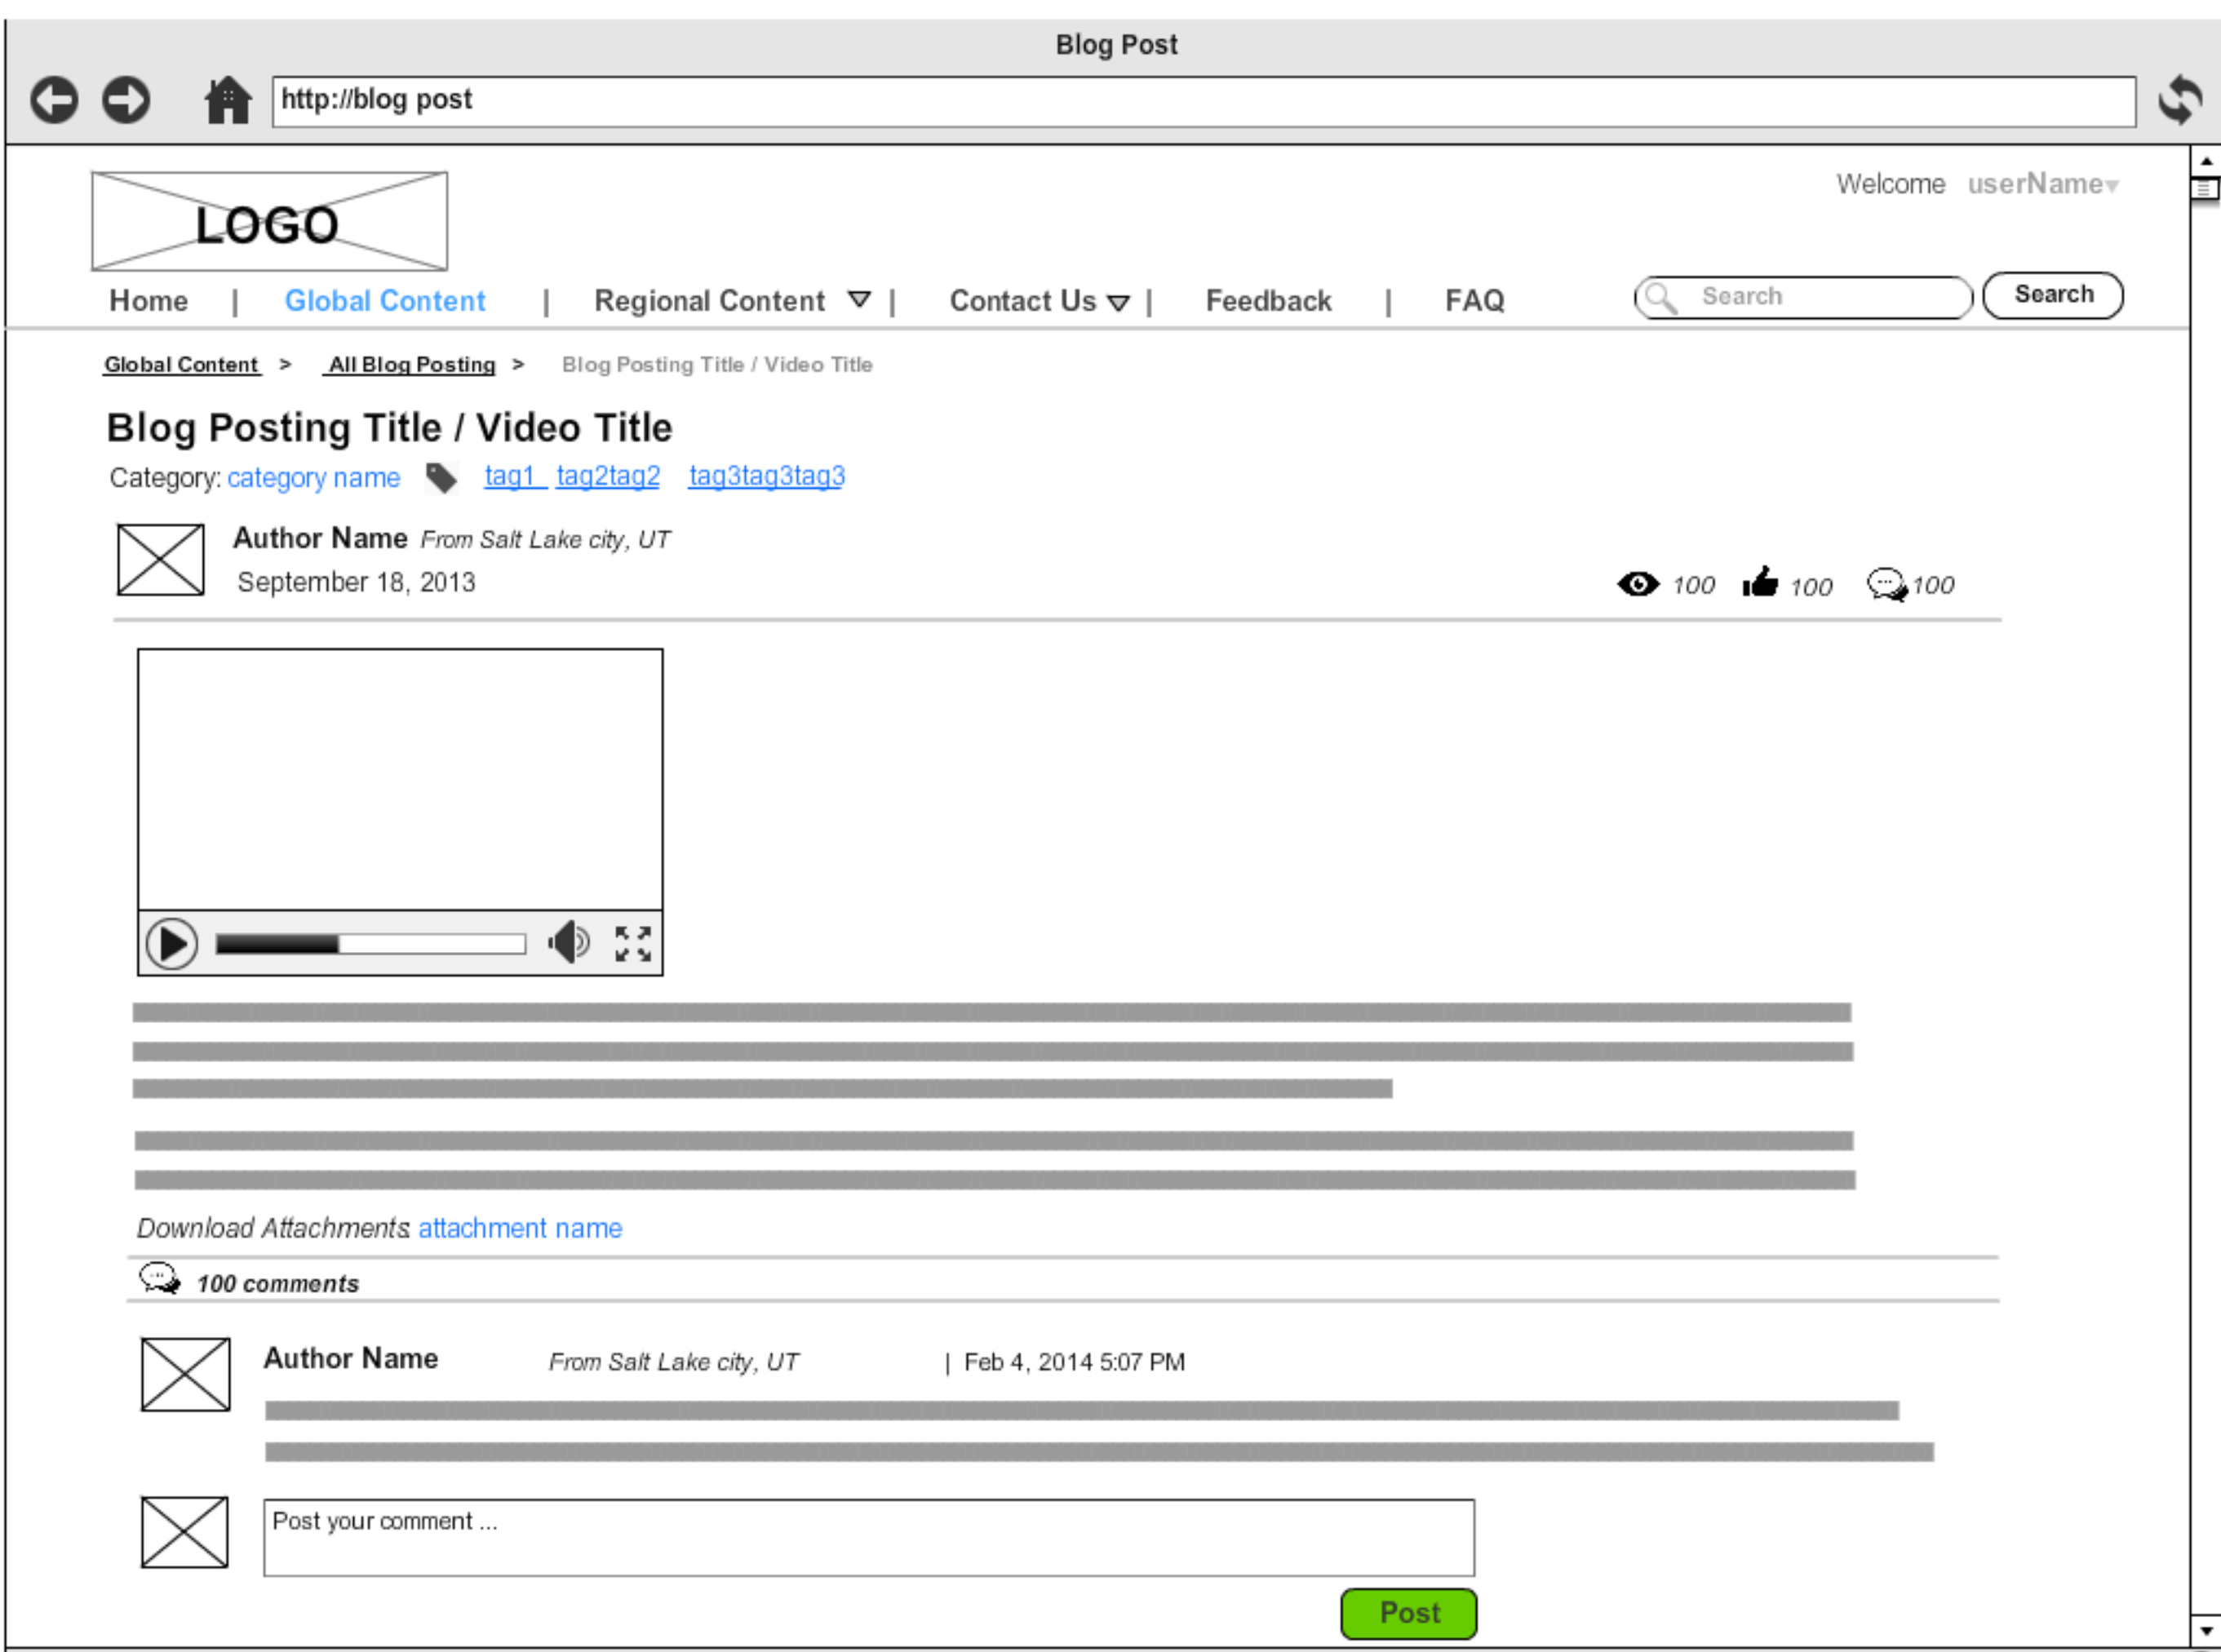 Blog Post
http://blog post
Welcome userName
LOGO
Home | Global Content | Regional Content | Contact Us | Feedback | FAQ Search Search
Global Content > All Blog Posting > Blog Posting Title / Video Title
Blog Posting Title / Video Title
Category: category name tag1 tag2tag2 tag3tag3tag3
Author Name From Salt Lake city, UT
September 18, 2013
100 100 100
Download Attachments attachment name
100 comments
Author Name From Salt Lake city, UT | Feb 4, 2014 5:07 PM
Post your comment ...
Post